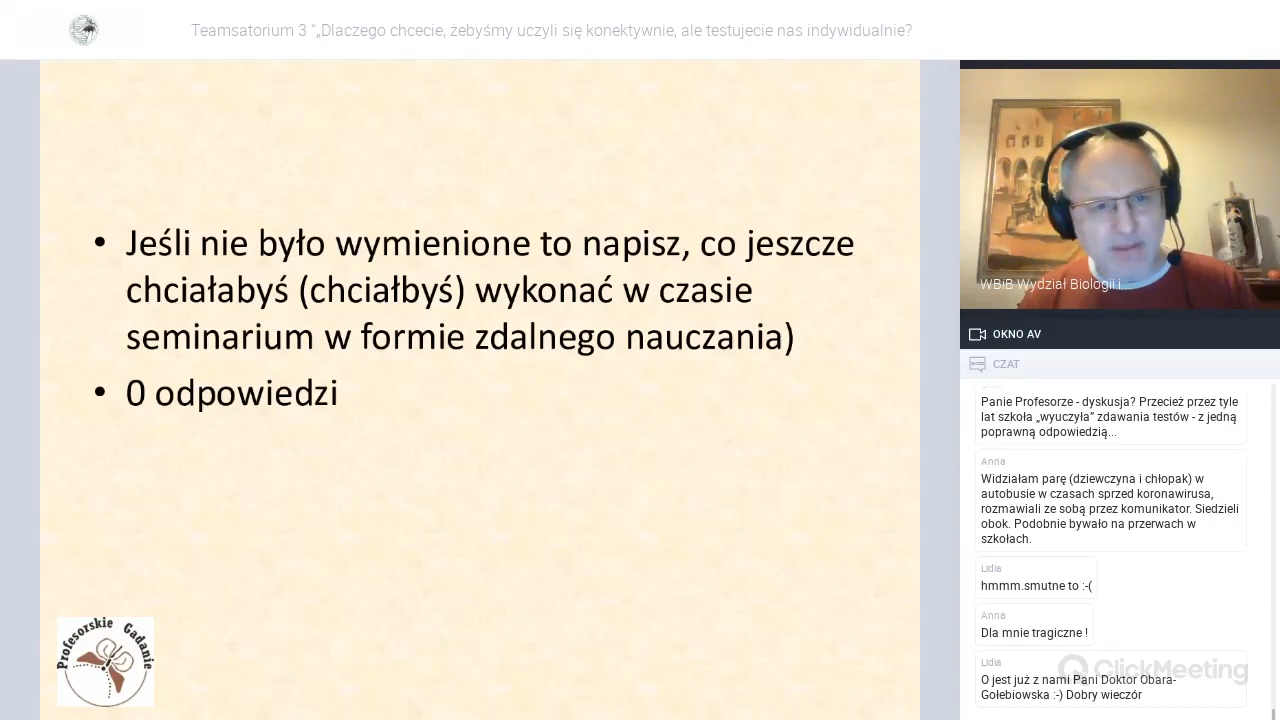 Teamsatorium 3 "„Dlaczego chcecie, zebyśmy uczyli się konektywnie, ale testujecie nas indywidualnie?
• Jeśli nie było wymienione to napisz, co jeszcze
chciałabyś (chciałbyś) wykonać w czasie
seminarium w formie zdalnego nauczania)
• 0 odpowiedzi
Profesorskie Gadanie
WBiB Wydział Biologii i ...
OKNO AV
CZAT
Panie Profesorze - dyskusja? Przecież przez tyle
lat szkoła „wyuczyła” zdawania testów - z jedną
poprawną odpowiedzią...
Anna
Widziałam parę (dziewczyna i chłopak) w
autobusie w czasach sprzed koronawirusa,
rozmawiali ze sobą przez komunikator. Siedzieli
obok. Podobnie bywało na przerwach w
szkołach.
Lidia
hmmm.smutne to :-(
Anna
Dla mnie tragiczne !
Lidia
O jest już z nami Pani Doktor Obara-
Gołebiowska :-) Dobry wieczór
ClickMeeting